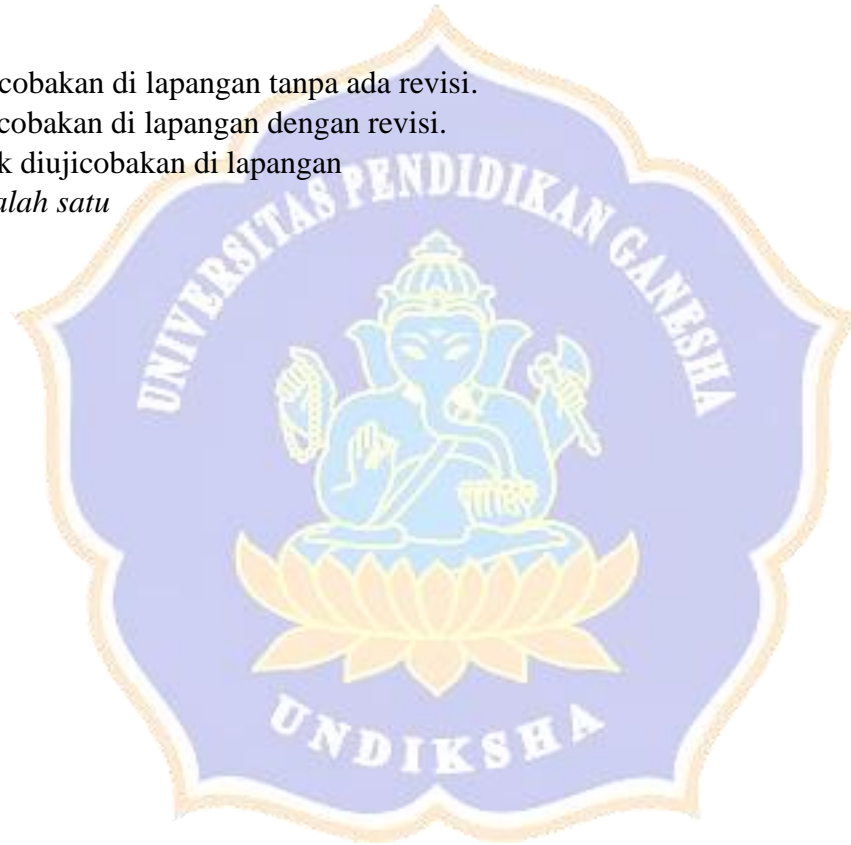 cobakan di lapangan tanpa ada revisi.
cobakan di lapangan dengan revisi.
k diujicobakan di lapangan
alah satu
UNIVERSITAS PENDIDIKAN GANESHA
UNDIKSHA